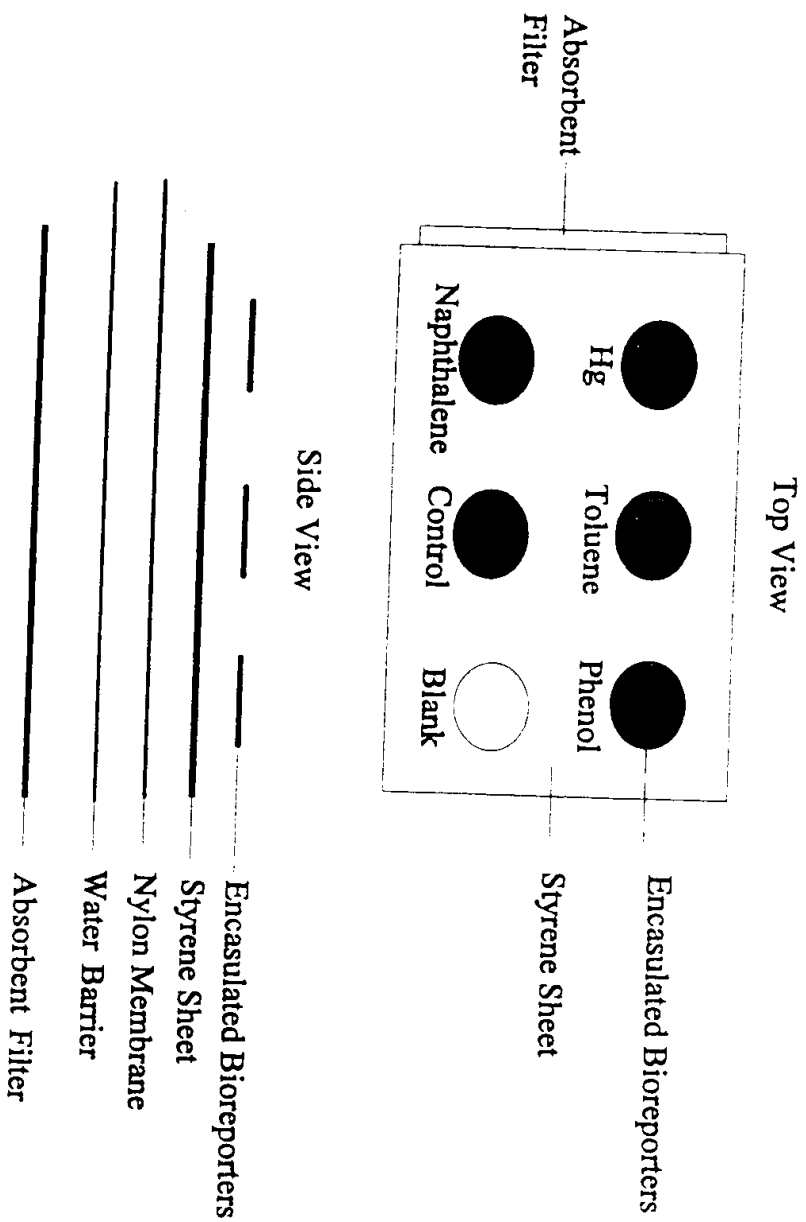 Top View
Hg
Toluene
Phenol
Naphthalene
Control
Blank
Absorbent
Filter
Encasulated Bioreporters
Styrene Sheet
Side View
Encasulated Bioreporters
Styrene Sheet
Nylon Membrane
Water Barrier
Absorbent Filter